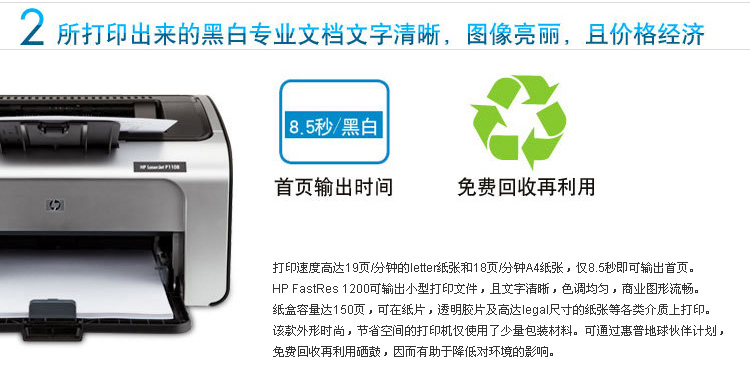 2 所打印出来的黑白专业文档文字清晰，图像亮丽，且价格经济
8.5秒/黑白
首页输出时间
免费回收再利用
HP LaserJet P1108
hp
打印速度高达19页/分钟的letter纸张和18页/分钟A4纸张，仅8.5秒即可输出首页。
HP FastRes 1200可输出小型打印文件，且文字清晰，色调均匀，商业图形流畅。
纸盒容量达150页，可在纸片，透明胶片及高达legal尺寸的纸张等各类介质上打印。
该款外形时尚，节省空间的打印机仅使用了少量包装材料。可通过惠普地球伙伴计划，
免费回收再利用硒鼓，因而有助于降低对环境的影响。